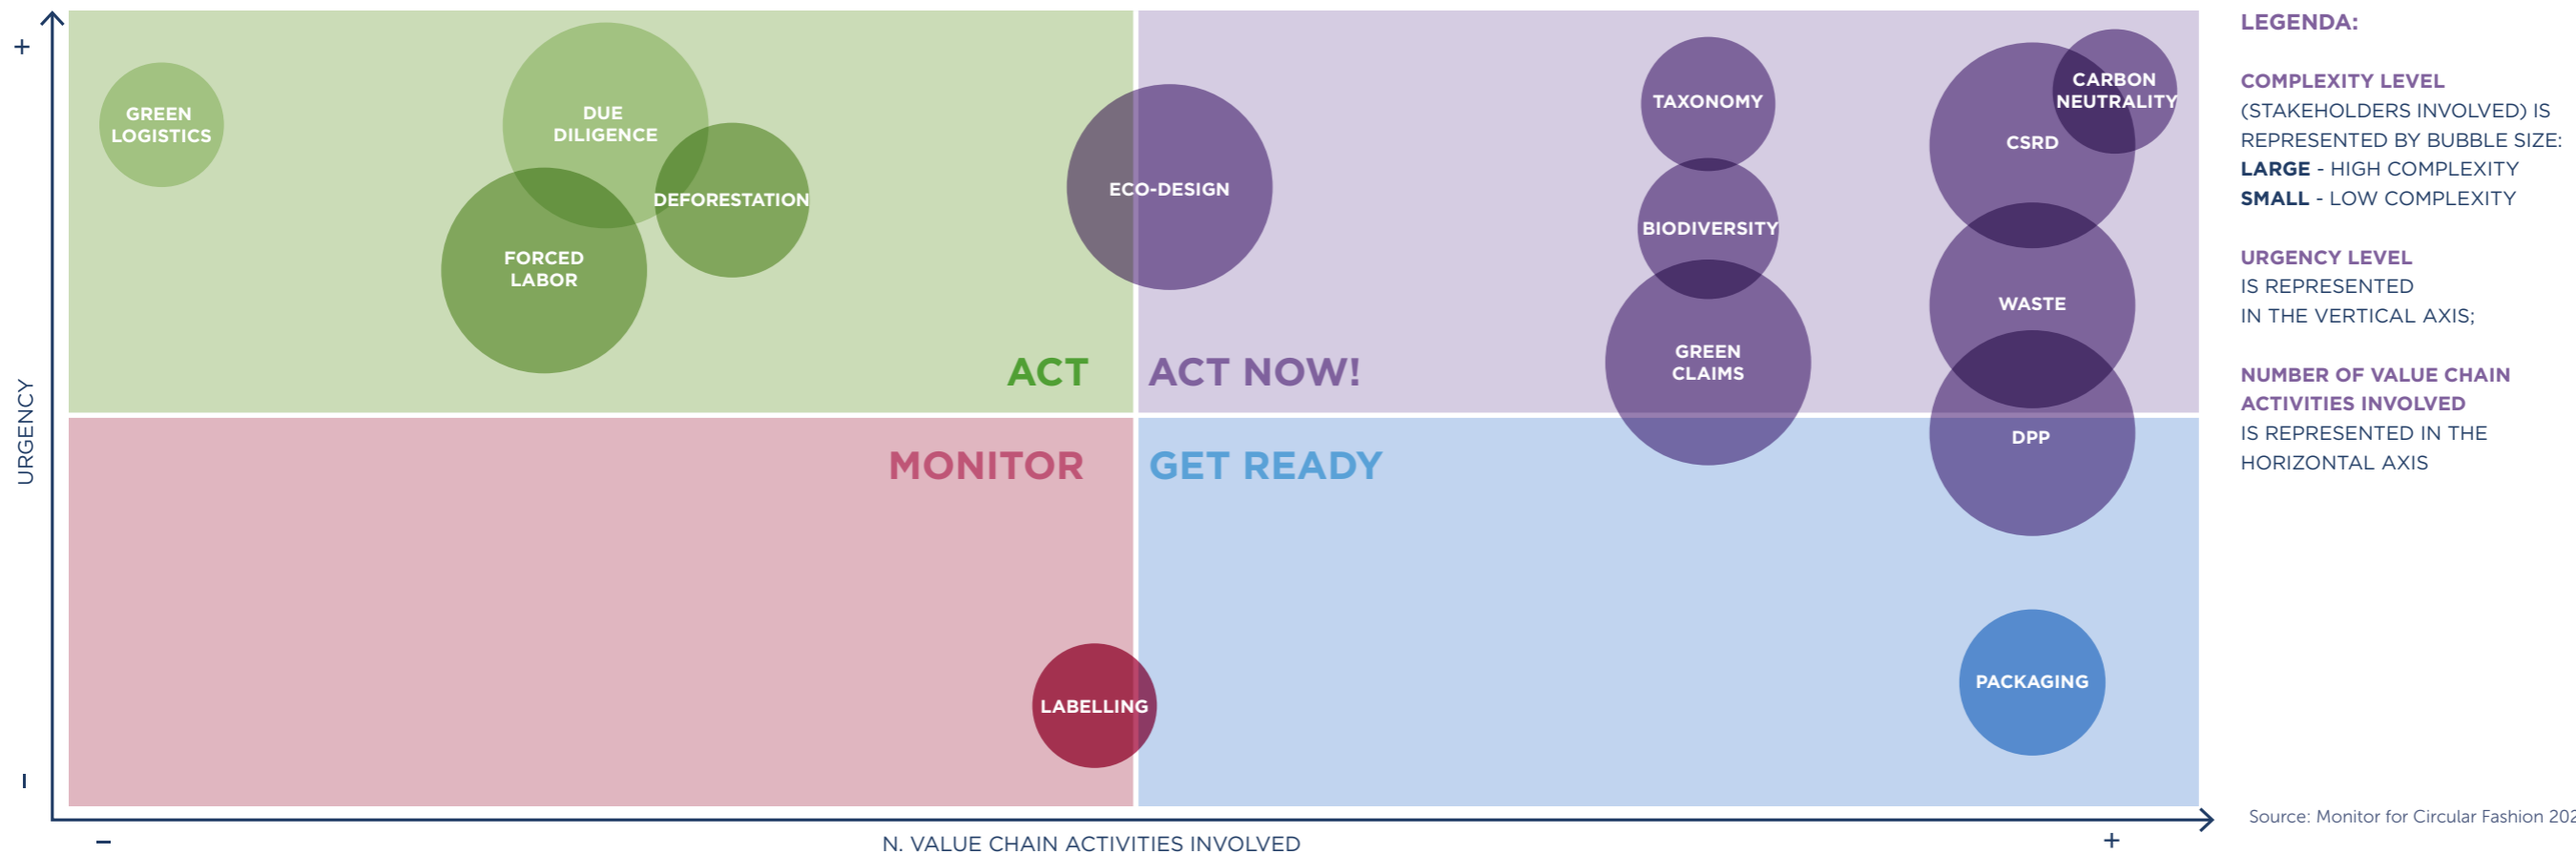 +
GREEN
LOGISTICS
DUE
DILIGENCE
DEFORESTATION
FORCED
LABOR
ECO-DESIGN
TAXONOMY
BIODIVERSITY
GREEN
CLAIMS
CARBON
NEUTRALITY
CSRD
WASTE
DPP
ACT
ACT NOW!
MONITOR
GET READY
LABELLING
PACKAGING
URGENCY
–
–
N. VALUE CHAIN ACTIVITIES INVOLVED
+
LEGENDA:
COMPLEXITY LEVEL
(STAKEHOLDERS INVOLVED) IS
REPRESENTED BY BUBBLE SIZE:
LARGE - HIGH COMPLEXITY
SMALL - LOW COMPLEXITY
URGENCY LEVEL
IS REPRESENTED
IN THE VERTICAL AXIS;
NUMBER OF VALUE CHAIN
ACTIVITIES INVOLVED
IS REPRESENTED IN THE
HORIZONTAL AXIS
Source: Monitor for Circular Fashion